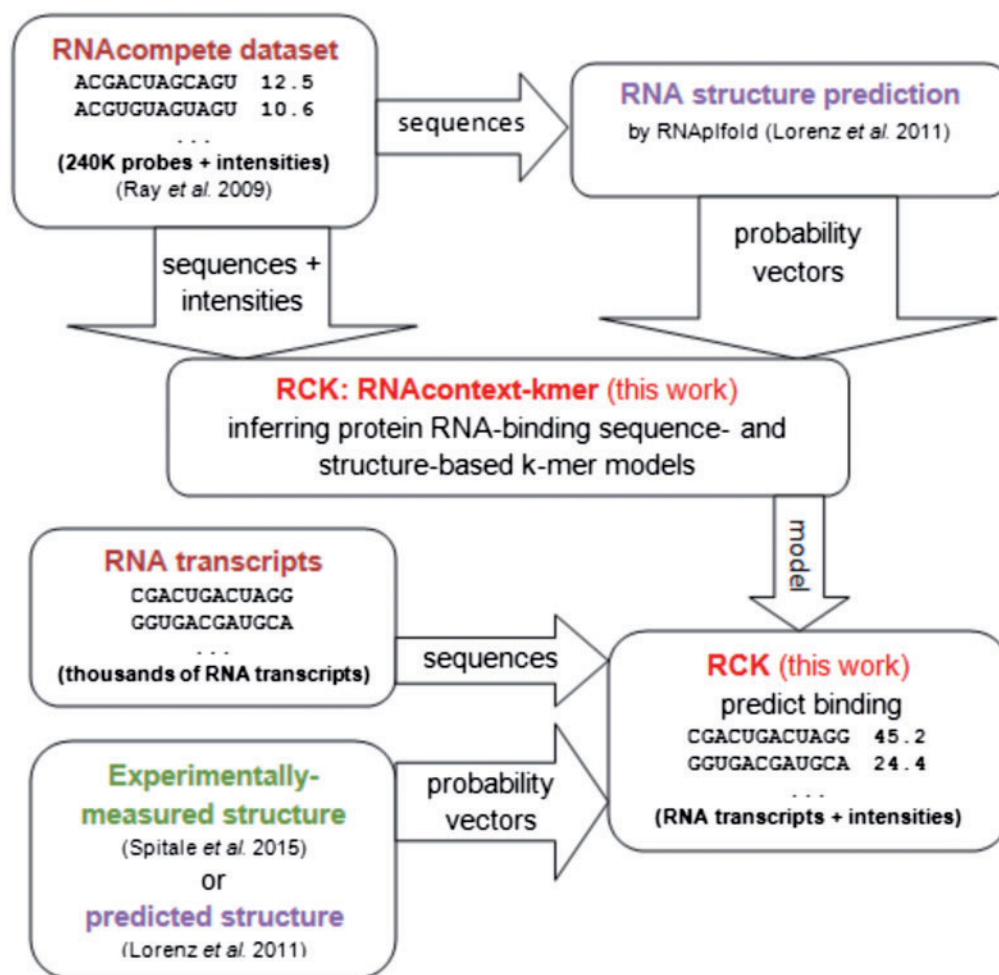 RNAcompete dataset
ACGACUAGCAGU 12.5
ACGUGUAGUAGU 10.6
...
(240K probes + intensities)
(Ray et al. 2009)
sequences
RNA structure prediction
by RNAplfold (Lorenz et al. 2011)
sequences +
intensities
probability
vectors
RCK: RNAcontext-kmer (this work)
inferring protein RNA-binding sequence- and
structure-based k-mer models
model
RNA transcripts
CGACUGACUAGG
GGUGACGAUGCA
...
(thousands of RNA transcripts)
sequences
Experimentally-
measured structure
(Spitale et al. 2015)
or
predicted structure
(Lorenz et al. 2011)
probability
vectors
RCK (this work)
predict binding
CGACUGACUAGG 45.2
GGUGACGAUGCA 24.4
...
(RNA transcripts + intensities)